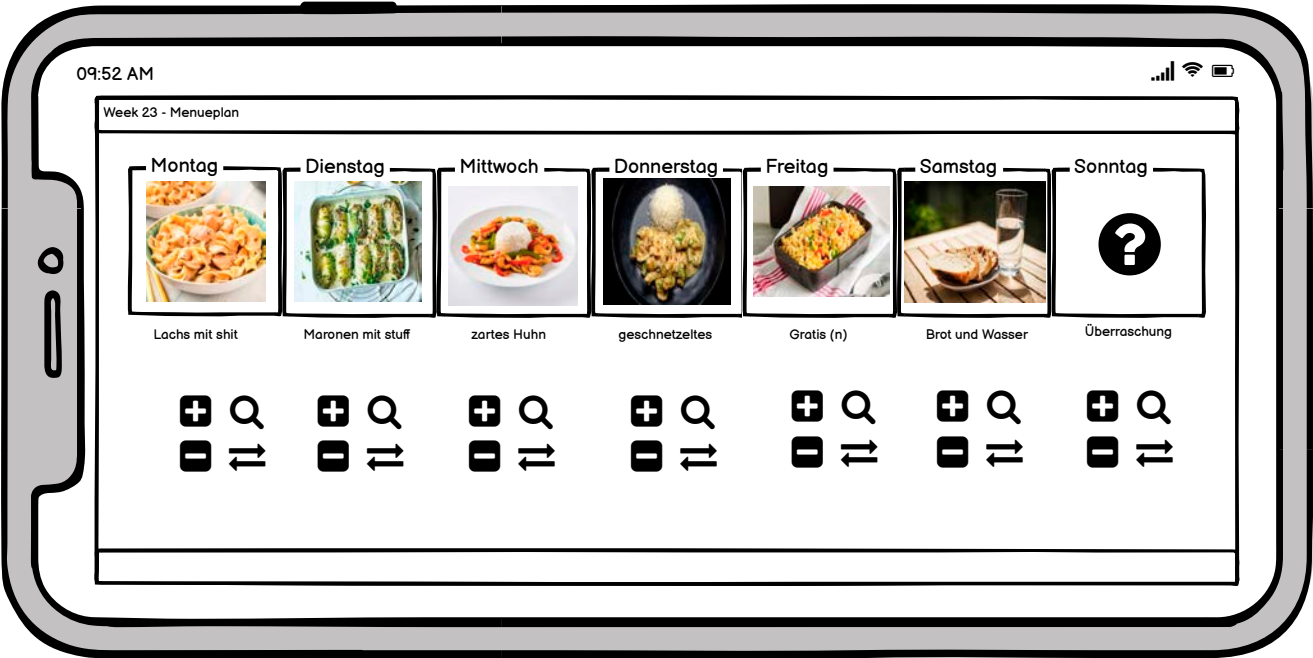 09:52 AM
Week 23 - Menueplan
Montag
Dienstag
Mittwoch
Donnerstag
Freitag
Samstag
Sonntag
Lachs mit shit
Maronen mit stuff
zartes Huhn
geschnetzeltes
Gratis (n)
Brot und Wasser
Überraschung